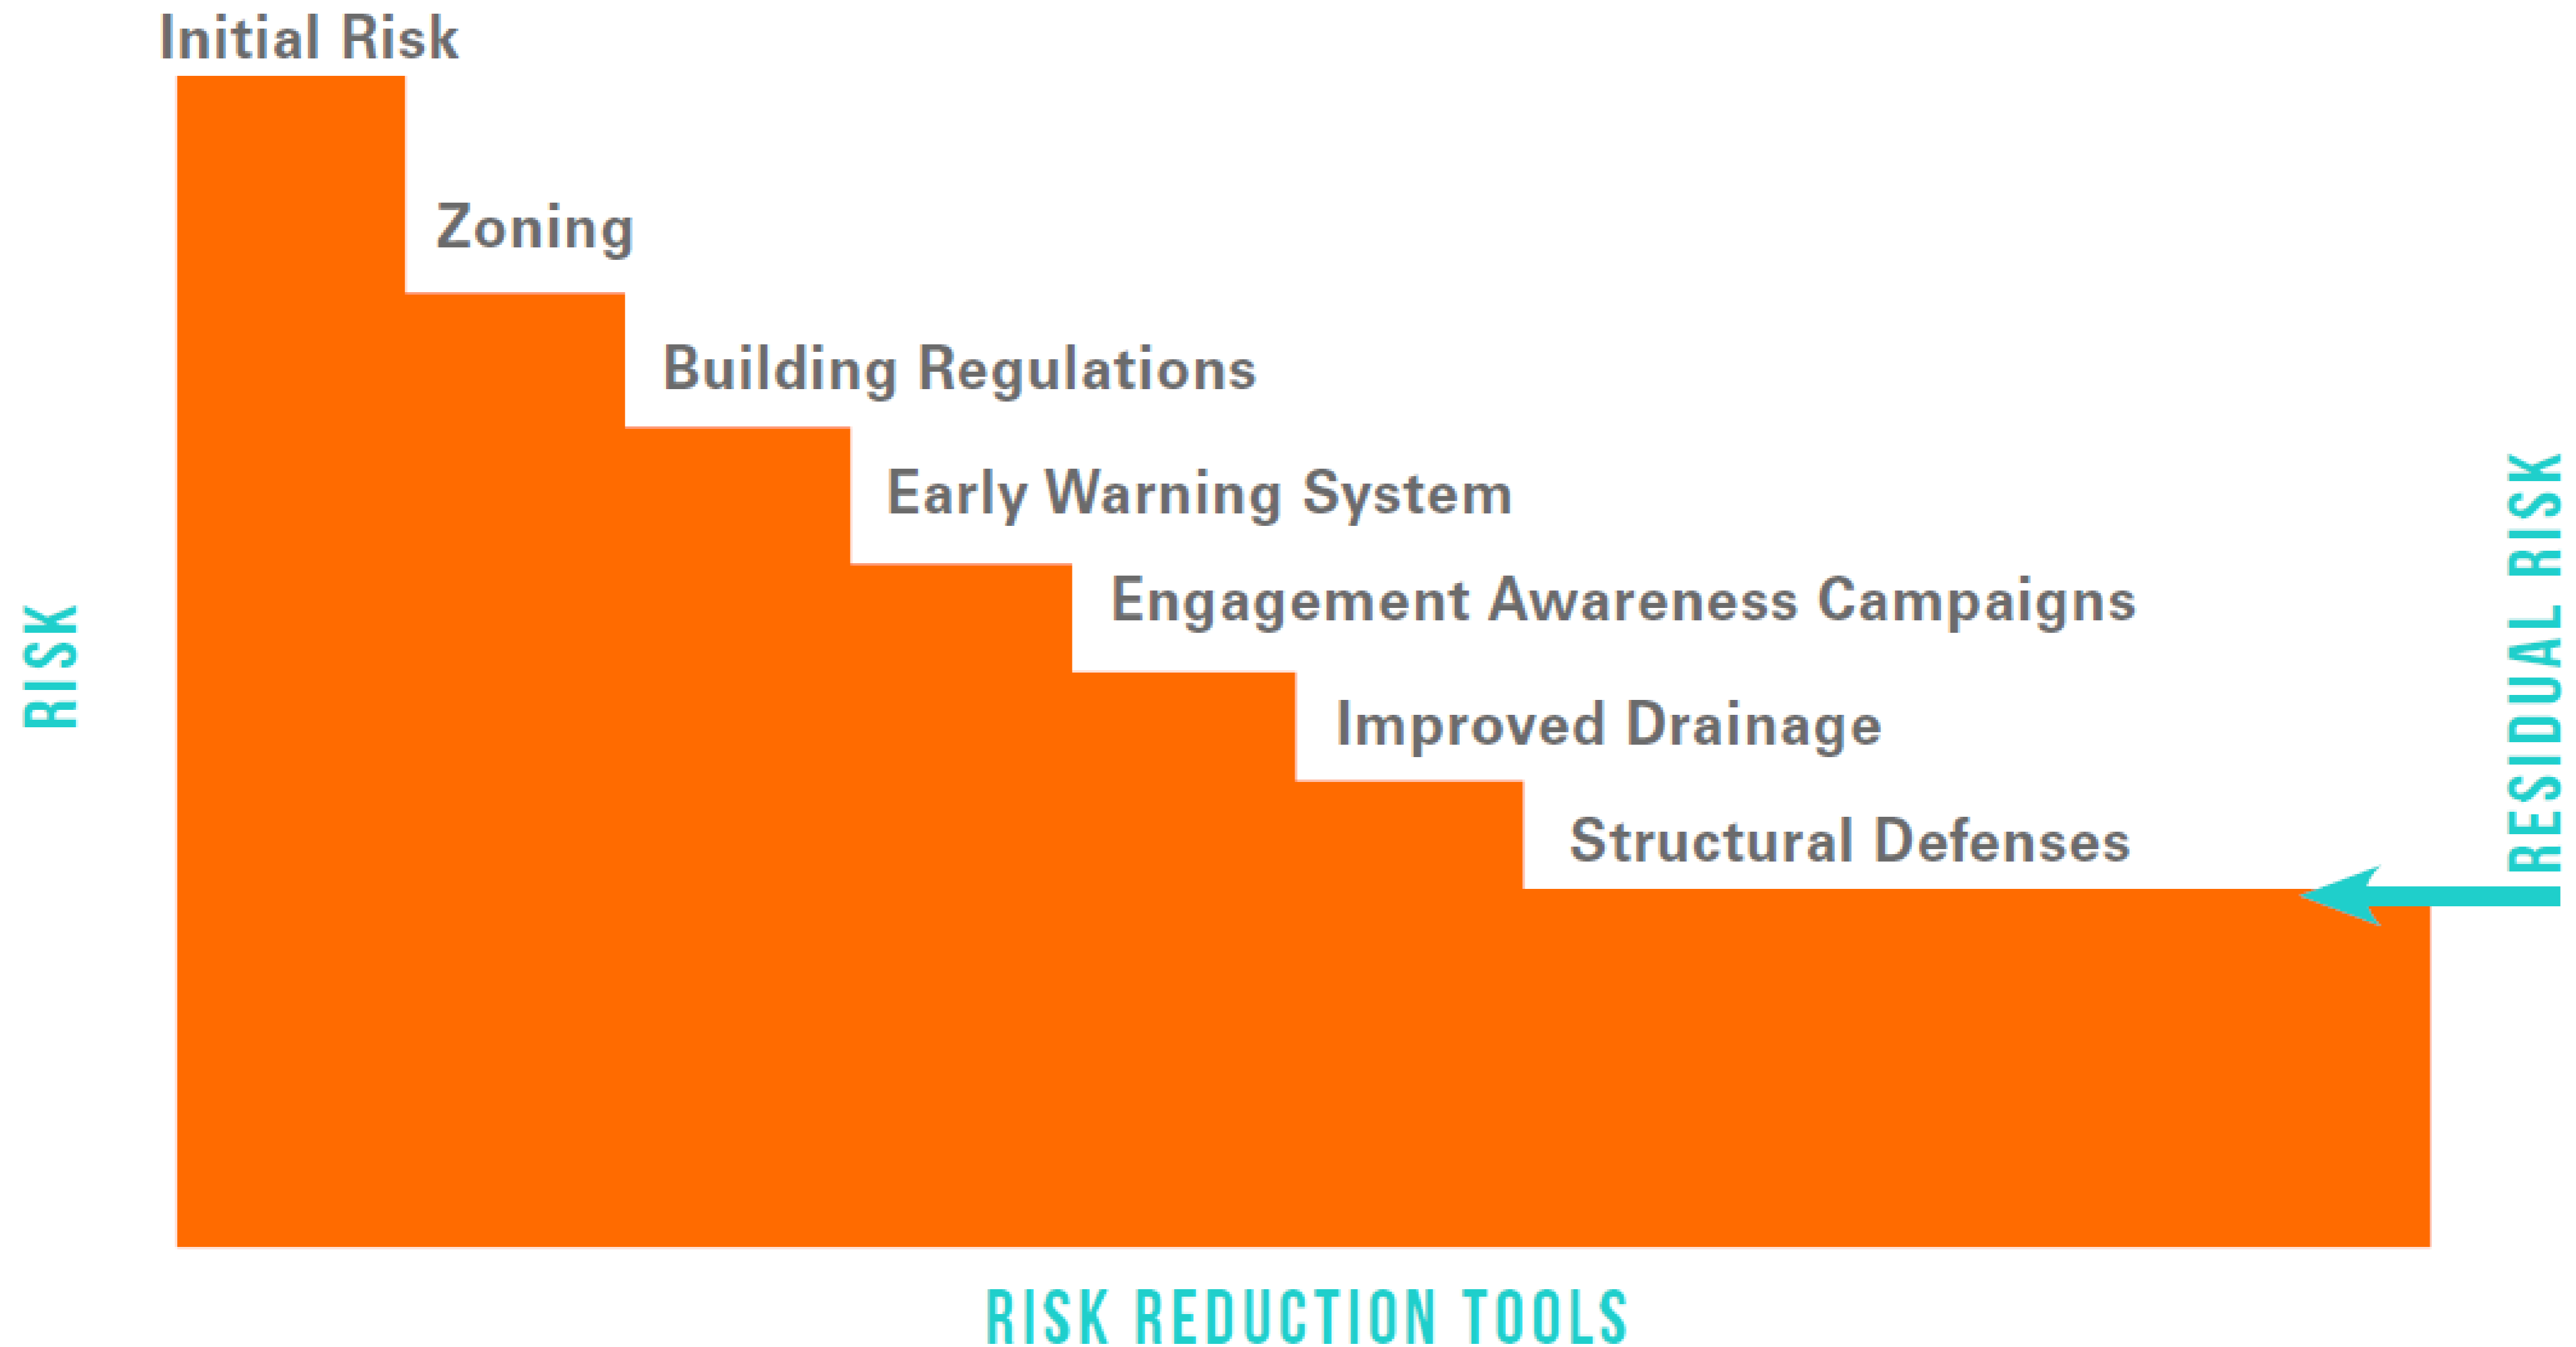 Initial Risk
Zoning
Building Regulations
Early Warning System
Engagement Awareness Campaigns
Improved Drainage
Structural Defenses
RISK
RESIDUAL RISK
RISK REDUCTION TOOLS